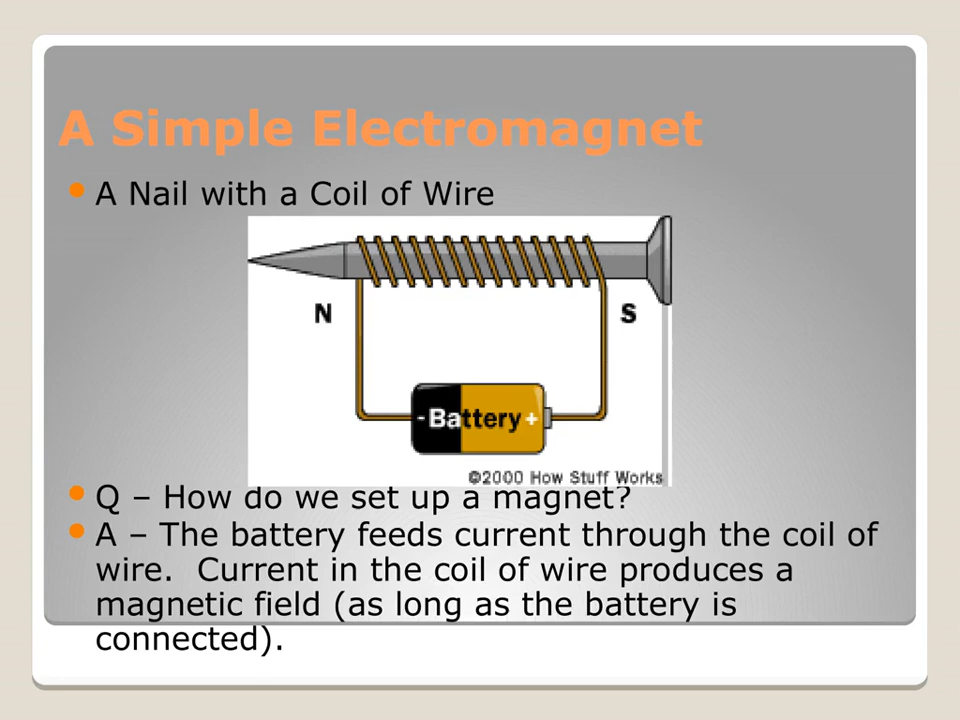 A Simple Electromagnet
A Nail with a Coil of Wire
N
S
-Battery+
©2000 How Stuff Works
Q – How do we set up a magnet?
A – The battery feeds current through the coil of
wire.  Current in the coil of wire produces a
magnetic field (as long as the battery is
connected).